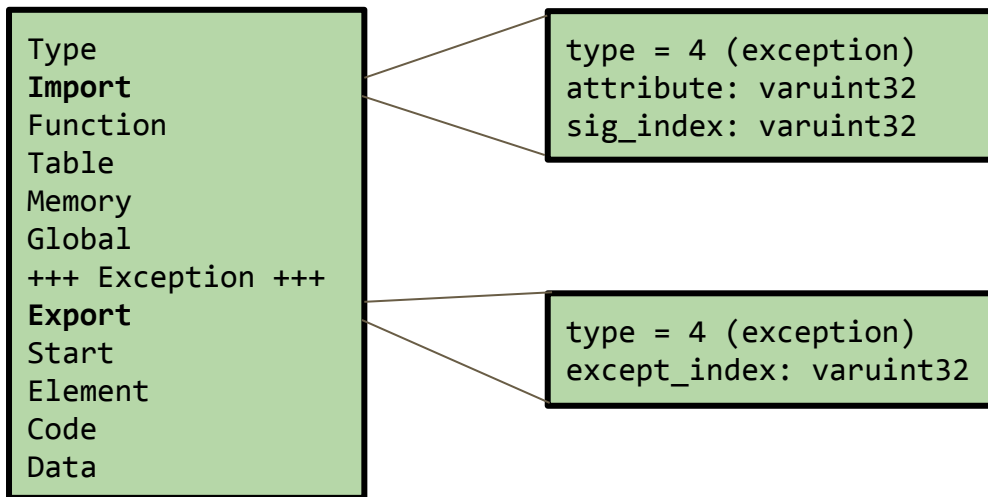 Type
Import
Function
Table
Memory
Global
+++ Exception +++
Export
Start
Element
Code
Data
type = 4 (exception)
attribute: varuint32
sig_index: varuint32
type = 4 (exception)
except_index: varuint32